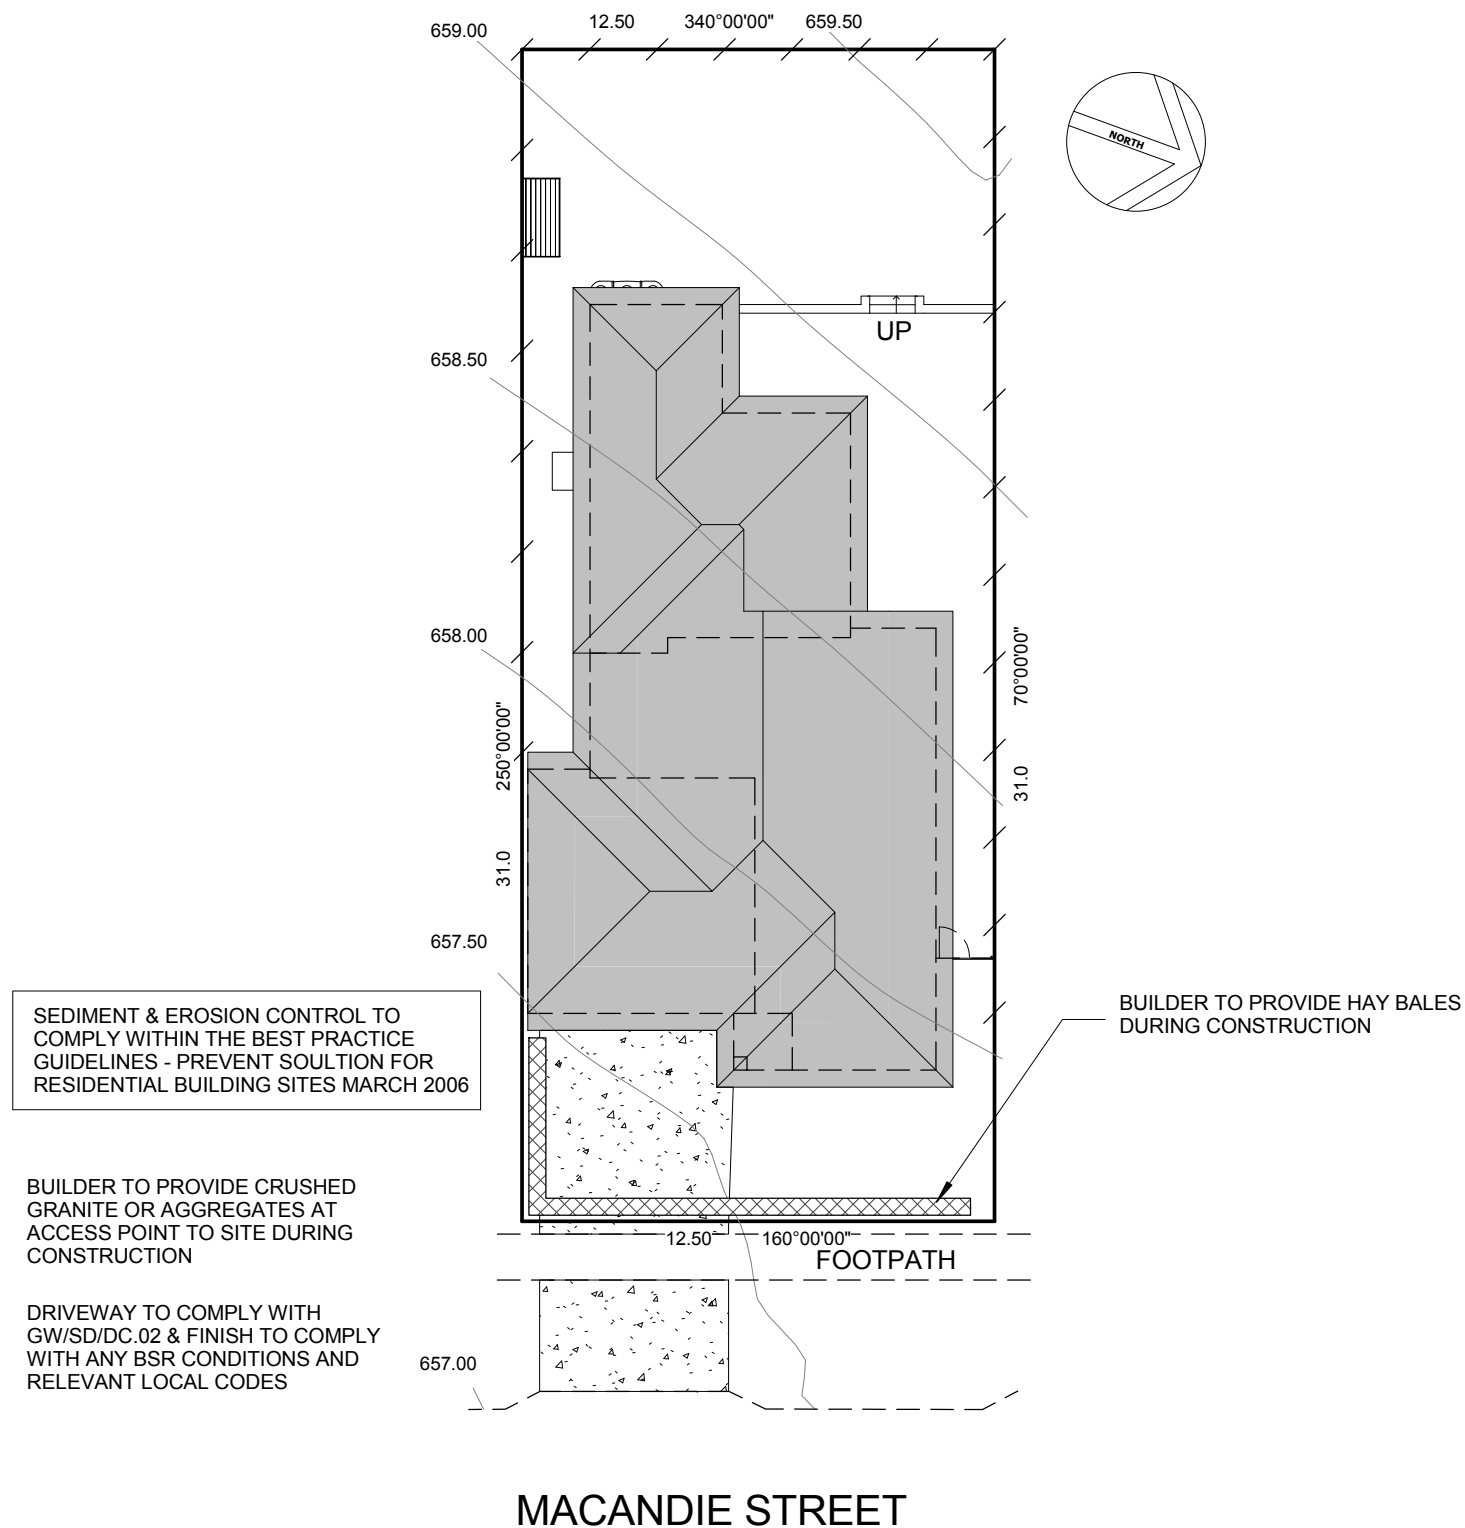 659.00
12.50
340°00'00"
659.50
NORTH
UP
658.50
658.00
70°00'00"
31.0
250°00'00"
31.0
657.50
SEDIMENT & EROSION CONTROL TO
COMPLY WITHIN THE BEST PRACTICE
GUIDELINES - PREVENT SOULTION FOR
RESIDENTIAL BUILDING SITES MARCH 2006
BUILDER TO PROVIDE HAY BALES
DURING CONSTRUCTION
BUILDER TO PROVIDE CRUSHED
GRANITE OR AGGREGATES AT
ACCESS POINT TO SITE DURING
CONSTRUCTION
12.50
160°00'00"
FOOTPATH
DRIVEWAY TO COMPLY WITH
GW/SD/DC.02 & FINISH TO COMPLY
WITH ANY BSR CONDITIONS AND
RELEVANT LOCAL CODES
657.00
MACANDIE STREET